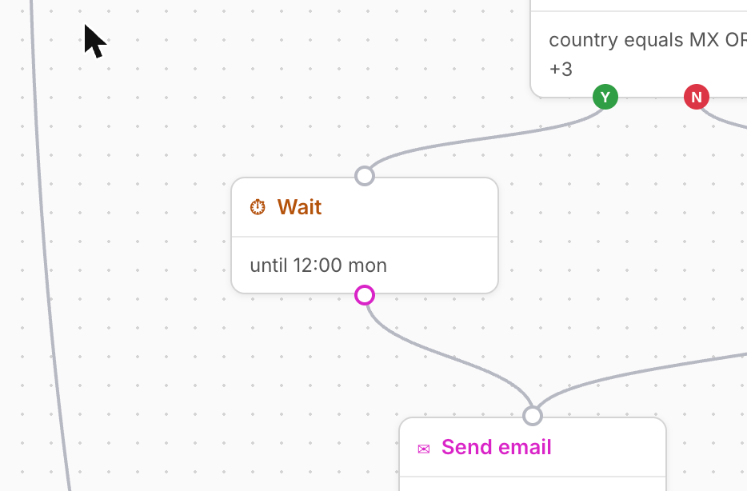 country equals MX OR
+3
Y
N
Wait
until 12:00 mon
Send email